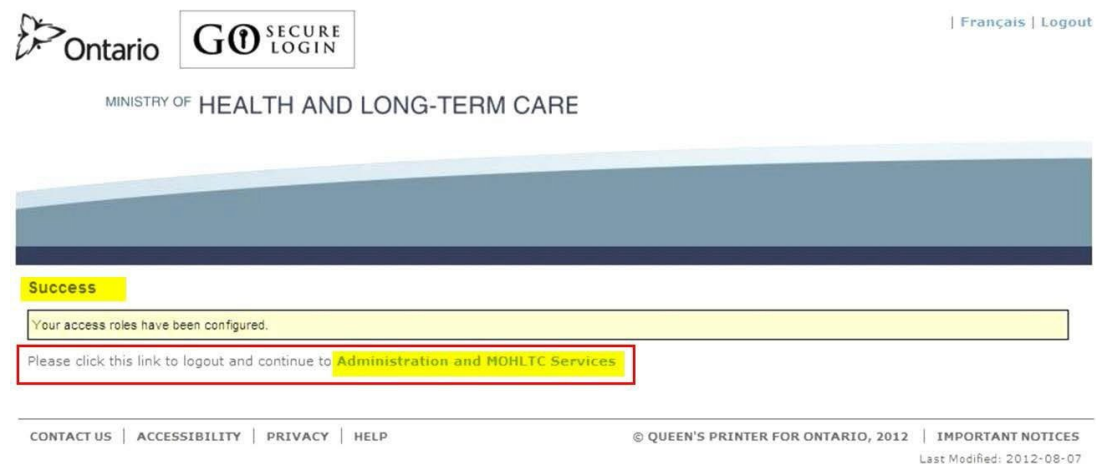 Ontario
GO SECURE LOGIN
| Français | Logout
MINISTRY OF HEALTH AND LONG-TERM CARE
Success
Your access roles have been configured.
Please click this link to logout and continue to Administration and MOHLTC Services
CONTACT US | ACCESSIBILITY | PRIVACY | HELP
© QUEEN'S PRINTER FOR ONTARIO, 2012 | IMPORTANT NOTICES
Last Modified: 2012-08-07